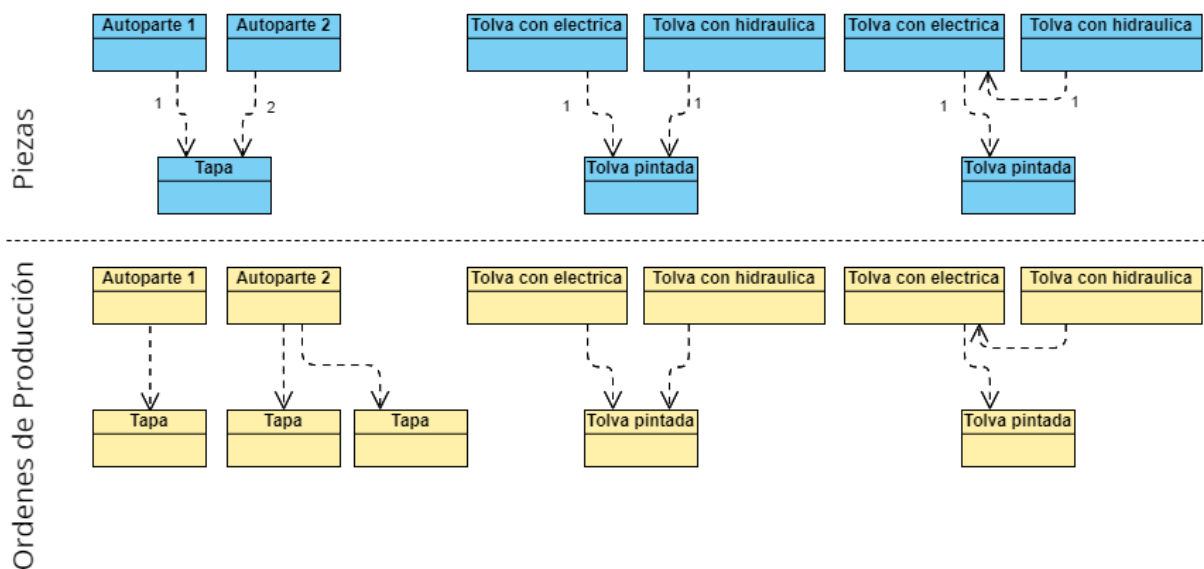 Piezas
Autoparte 1
Autoparte 2
Tolva con electrica
Tolva con hidraulica
Tolva con electrica
Tolva con hidraulica
1
2
1
1
1
1
Tapa
Tolva pintada
Tolva pintada
Ordenes de Producción
Autoparte 1
Autoparte 2
Tolva con electrica
Tolva con hidraulica
Tolva con electrica
Tolva con hidraulica
Tapa
Tapa
Tapa
Tolva pintada
Tolva pintada